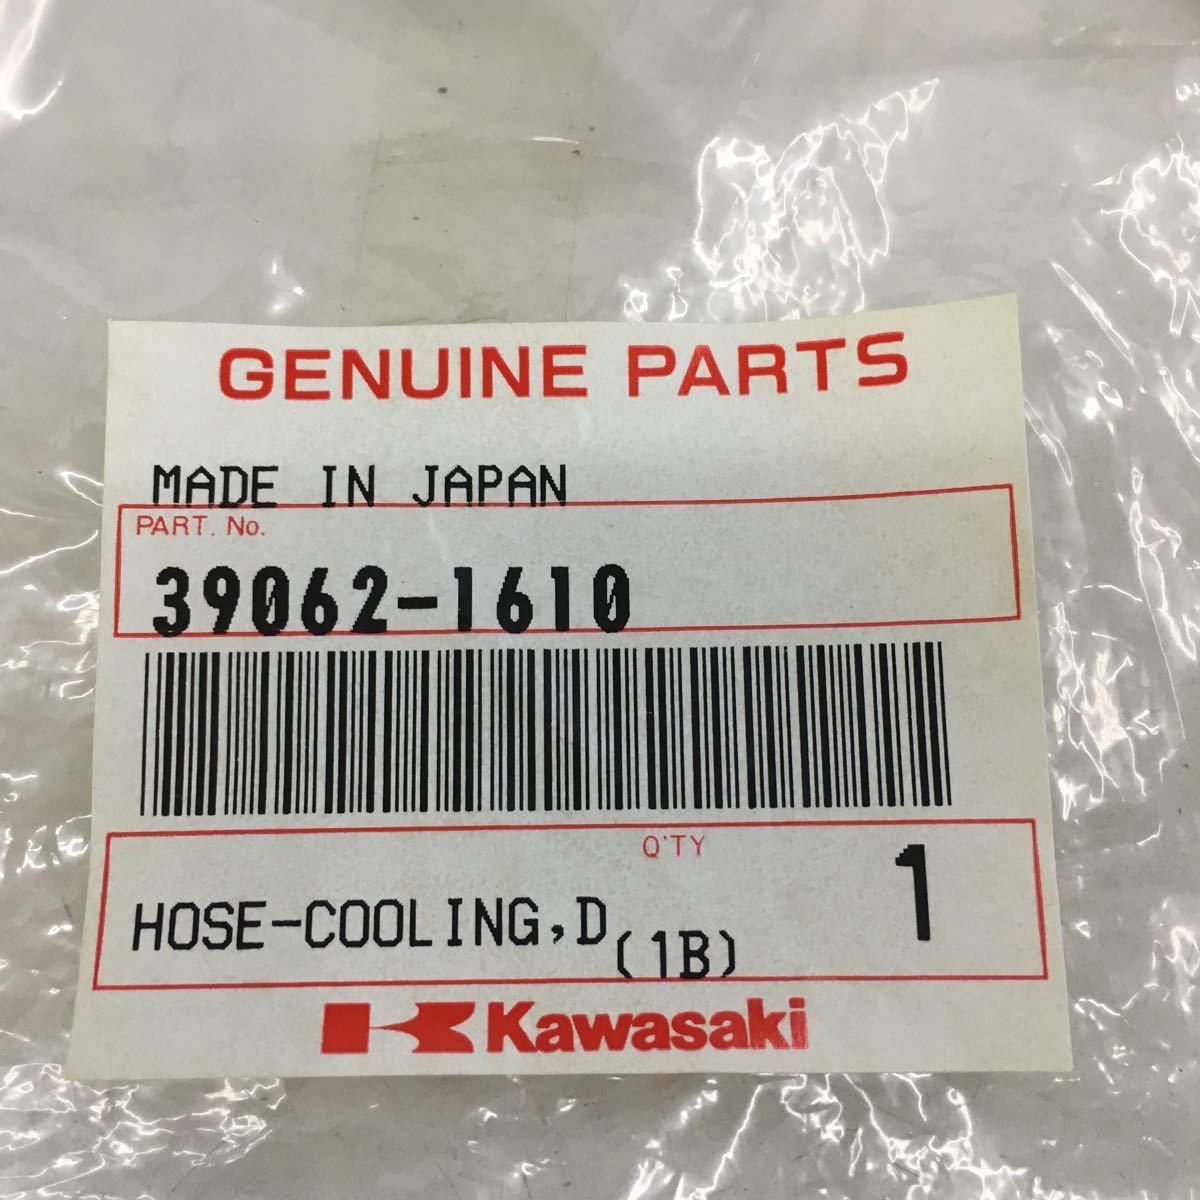 GENUINE PARTS
MADE IN JAPAN
PART. No.
39062-1610
Q'TY
1
HOSE-COOLING,D
(1B)
Kawasaki